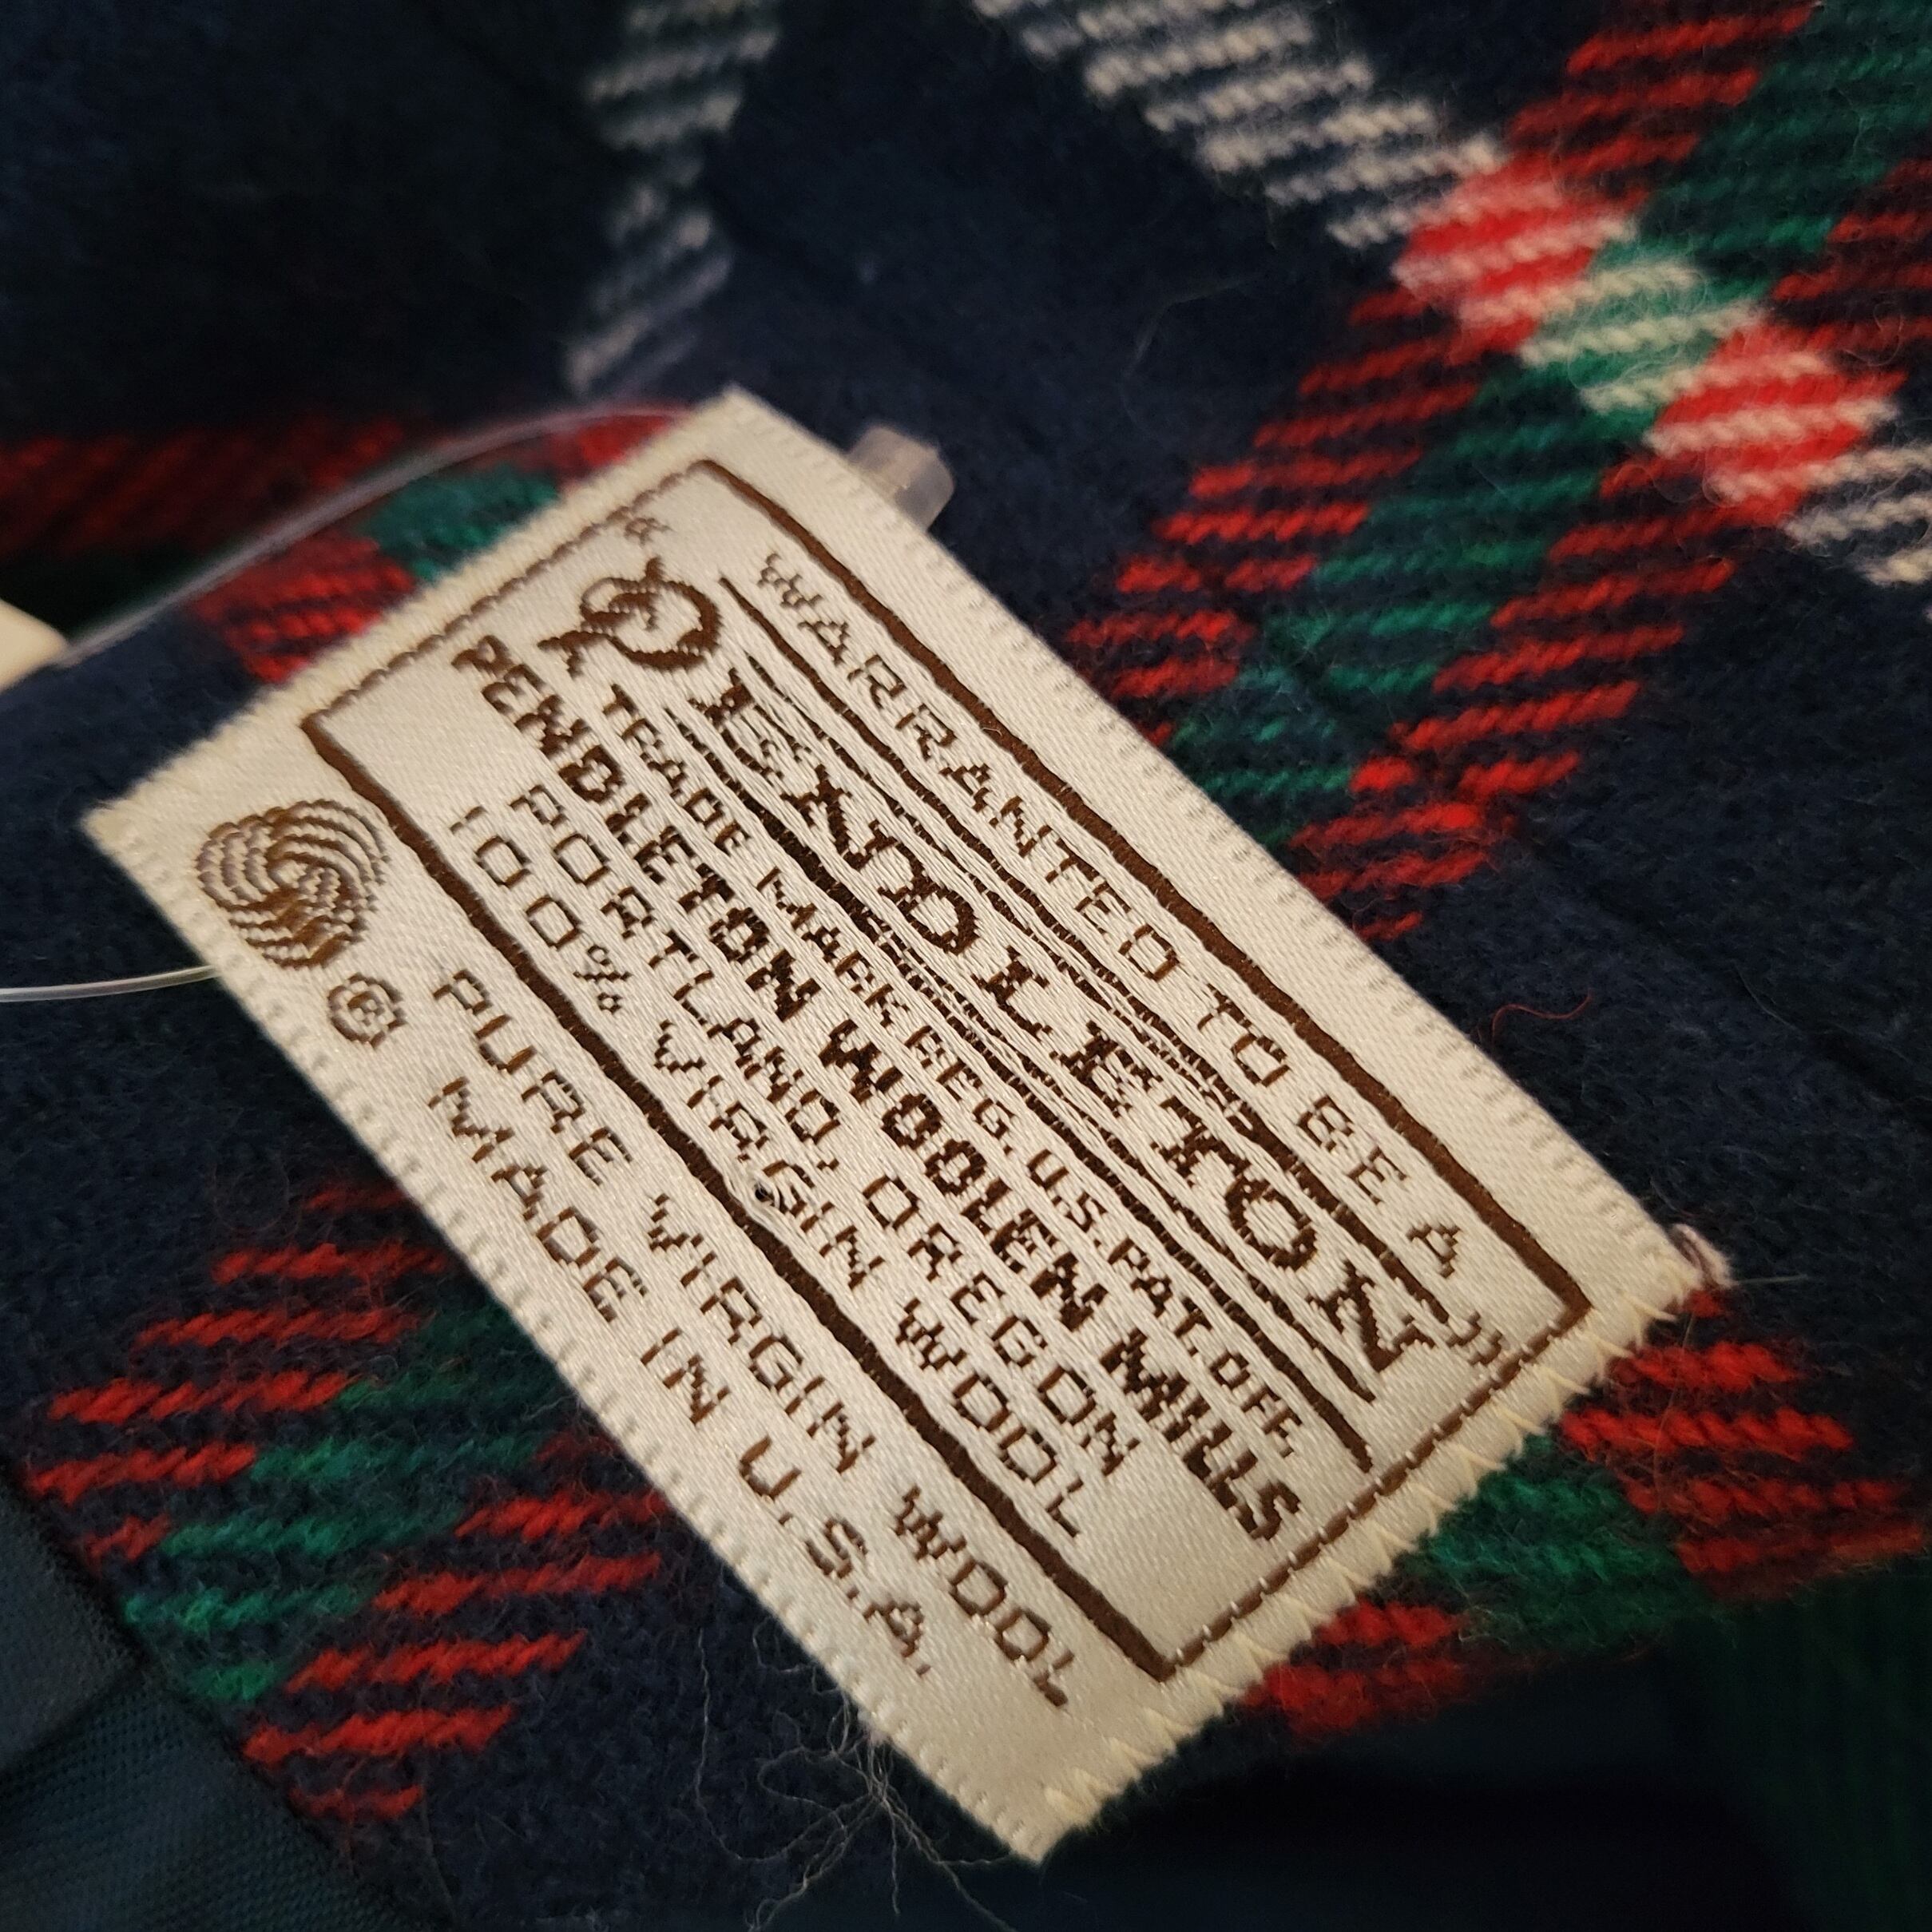 "WARRANTED TO BE A
PENDLETON"
TRADE MARK REG. U.S. PAT. OFF.
PENDLETON WOOLEN MILLS
PORTLAND, OREGON
100% VIRGIN WOOL
® PURE VIRGIN WOOL
MADE IN U.S.A.